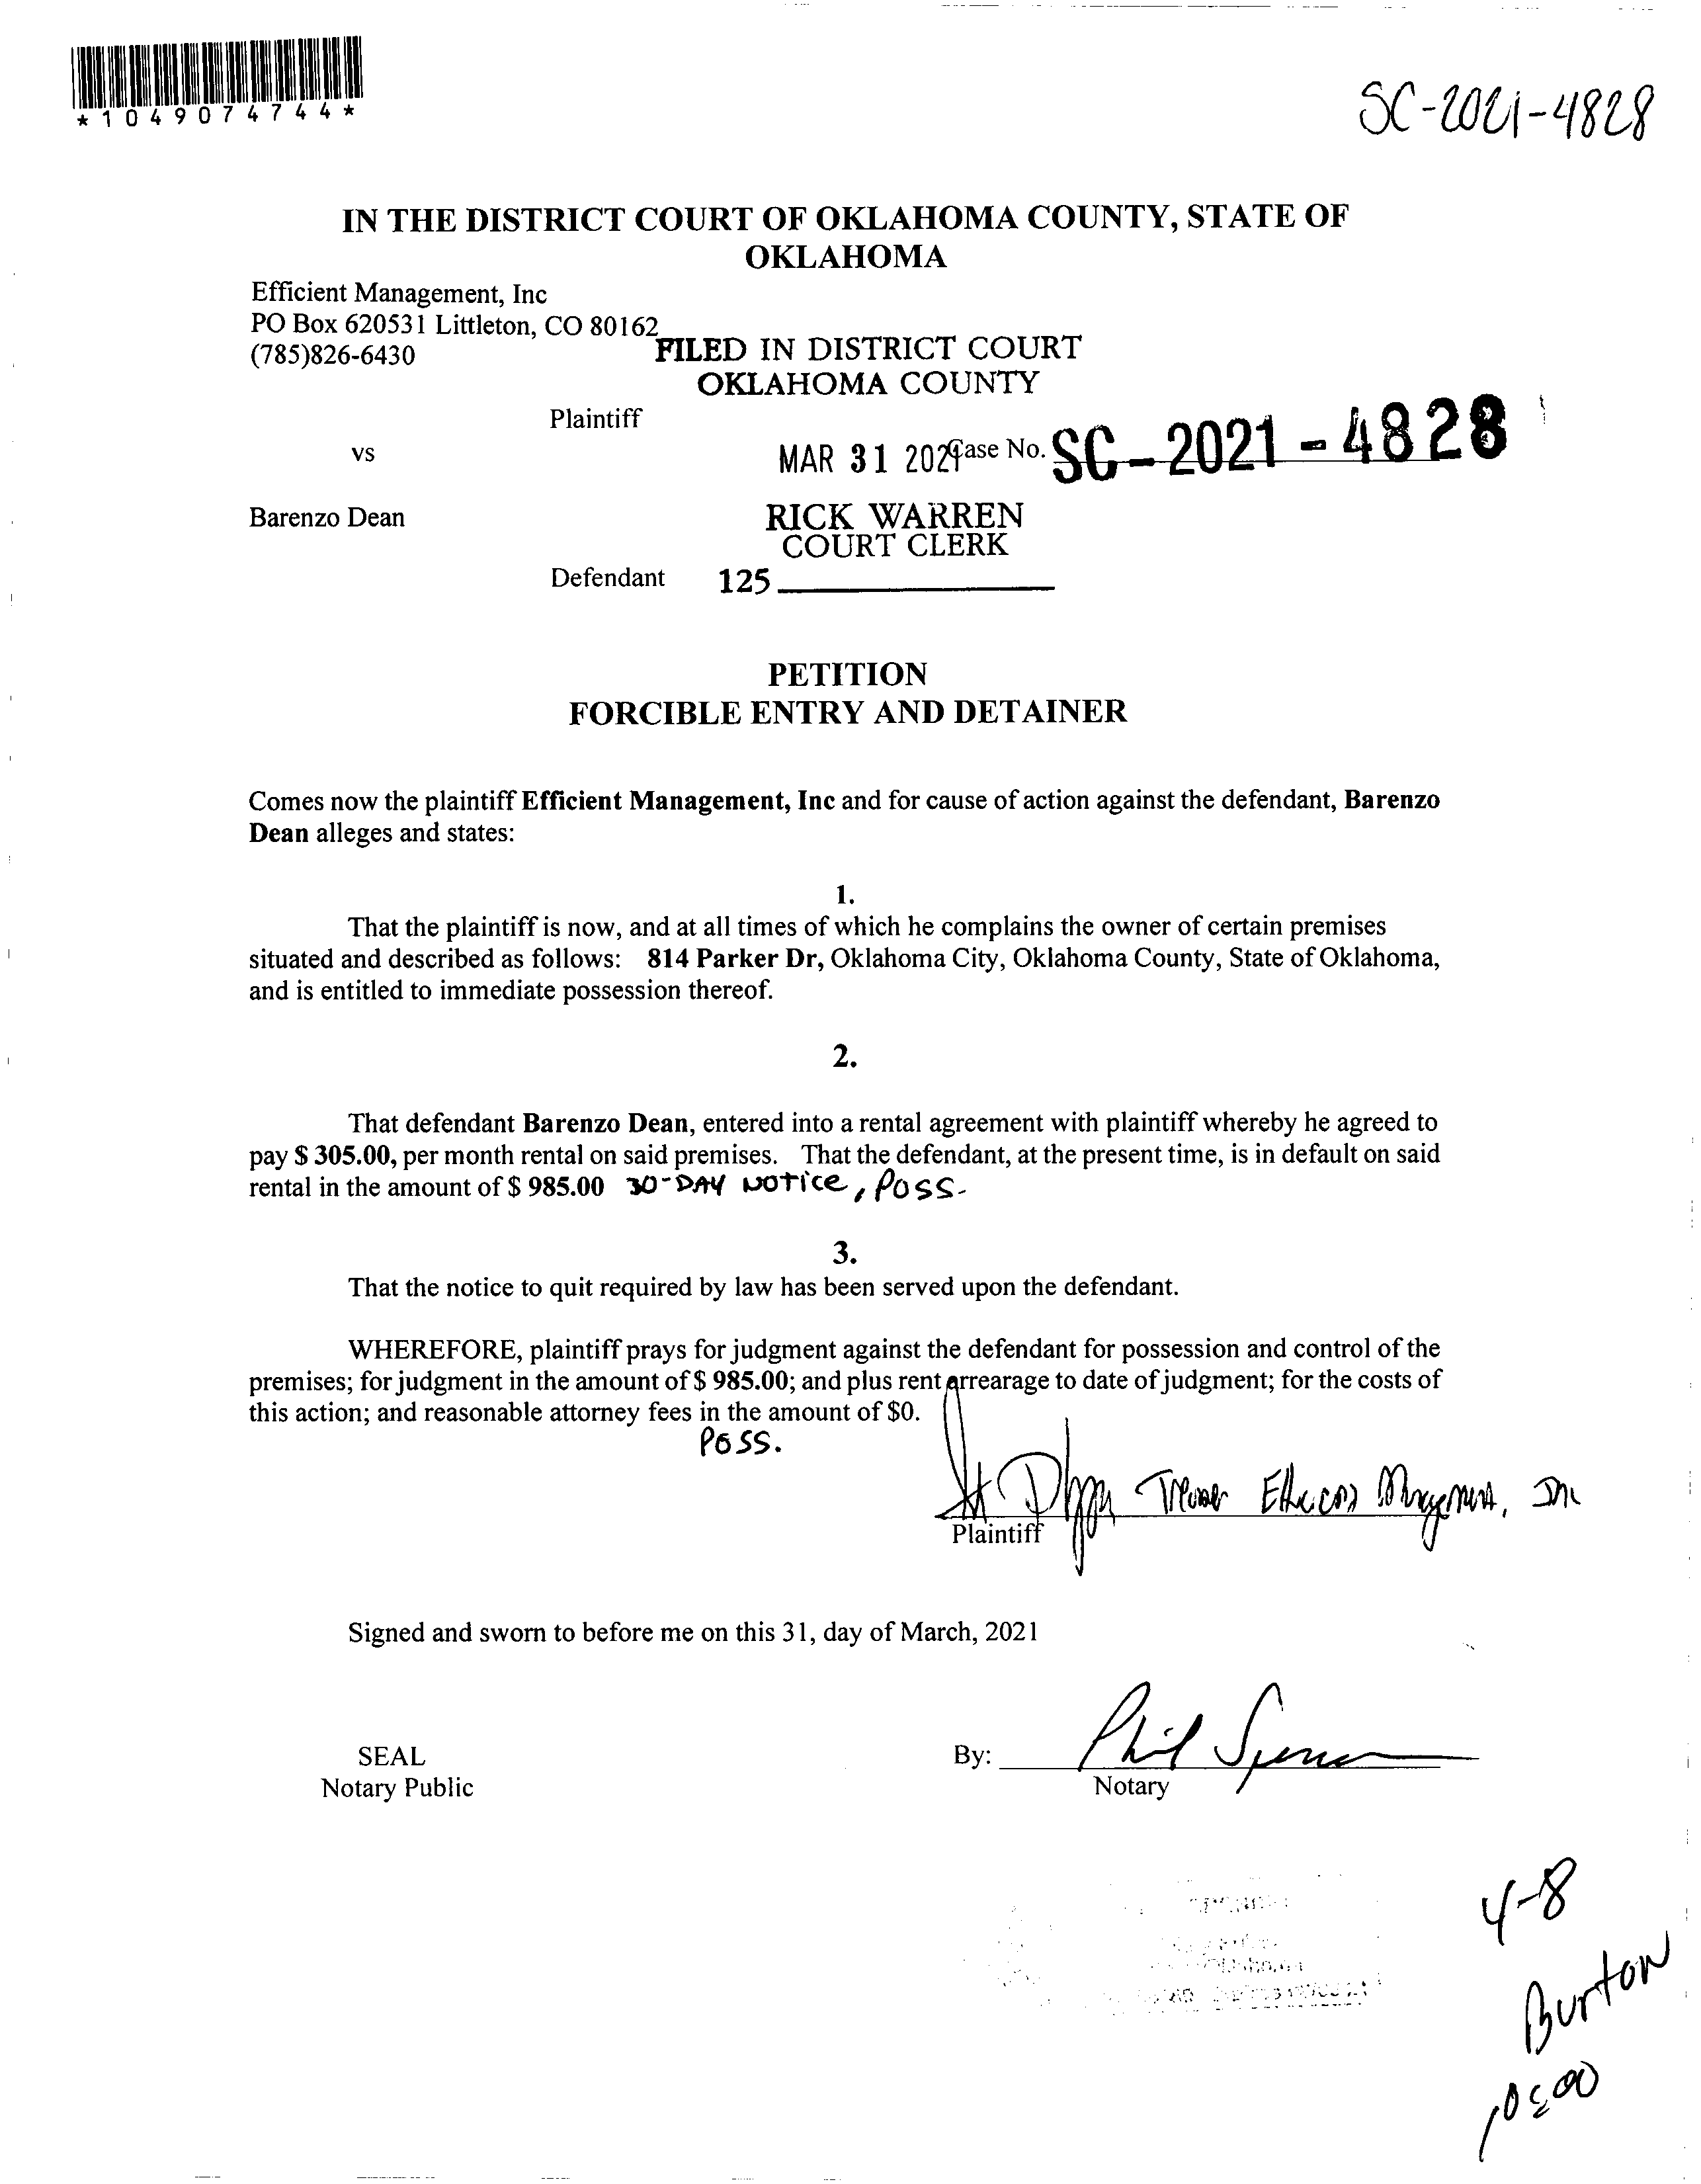 *1049074744*
SC-2021-4828
IN THE DISTRICT COURT OF OKLAHOMA COUNTY, STATE OF
OKLAHOMA
Efficient Management, Inc
PO Box 620531 Littleton, CO 80162
(785)826-6430
FILED IN DISTRICT COURT
OKLAHOMA COUNTY
Plaintiff
vs
MAR 31 2021
Case No. SC-2021-4828
Barenzo Dean
RICK WARREN
COURT CLERK
Defendant
125
PETITION
FORCIBLE ENTRY AND DETAINER
Comes now the plaintiff Efficient Management, Inc and for cause of action against the defendant, Barenzo
Dean alleges and states:
1.
That the plaintiff is now, and at all times of which he complains the owner of certain premises
situated and described as follows: 814 Parker Dr, Oklahoma City, Oklahoma County, State of Oklahoma,
and is entitled to immediate possession thereof.
2.
That defendant Barenzo Dean, entered into a rental agreement with plaintiff whereby he agreed to
pay $ 305.00, per month rental on said premises. That the defendant, at the present time, is in default on said
rental in the amount of $ 985.00 30-DAY NOTICE, POSS.
3.
That the notice to quit required by law has been served upon the defendant.
WHEREFORE, plaintiff prays for judgment against the defendant for possession and control of the
premises; for judgment in the amount of $ 985.00; and plus rent arrearage to date of judgment; for the costs of
this action; and reasonable attorney fees in the amount of $0.
POSS.
Management, Inc
Plaintiff
Signed and sworn to before me on this 31, day of March, 2021
SEAL
Notary Public
By: Phil Spencer
Notary
4-8
Burton